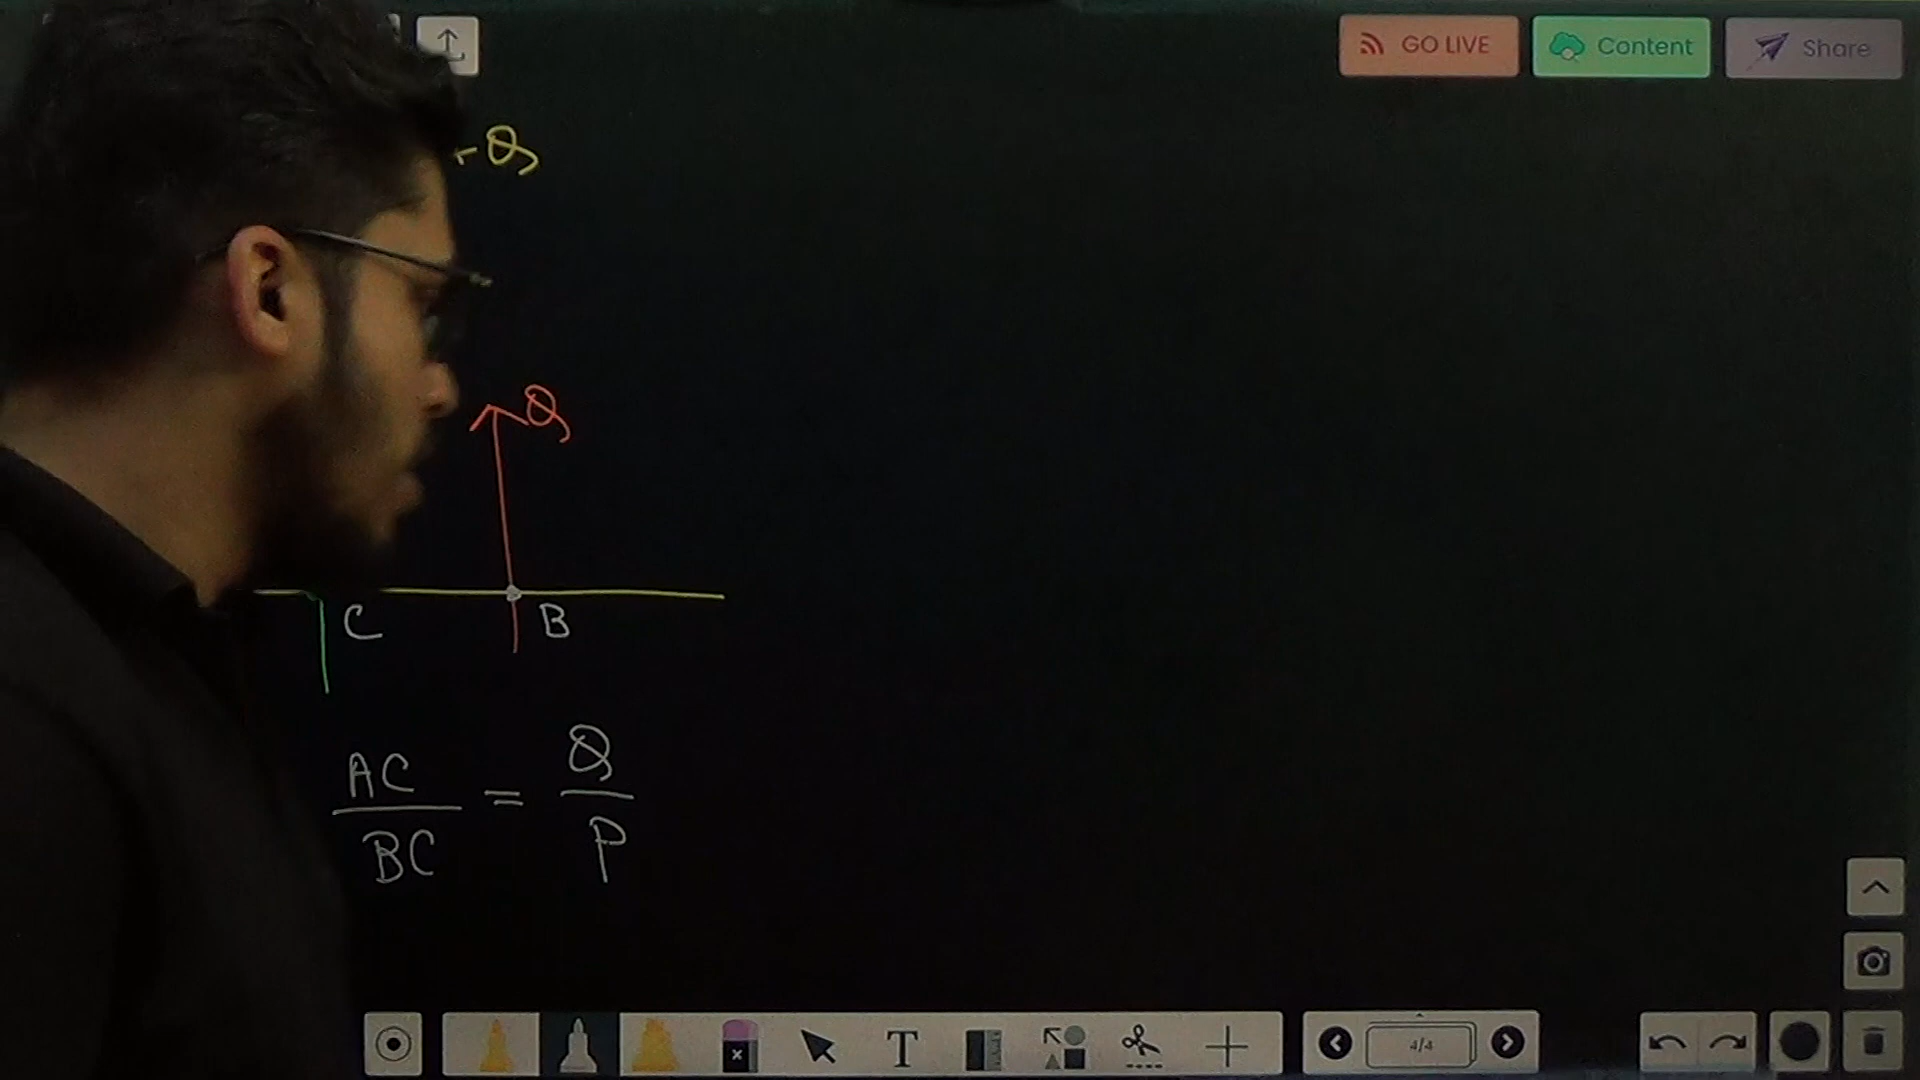 GO LIVE Content Share
Q
Q
C B
AC / BC = Q / P
T 4/4